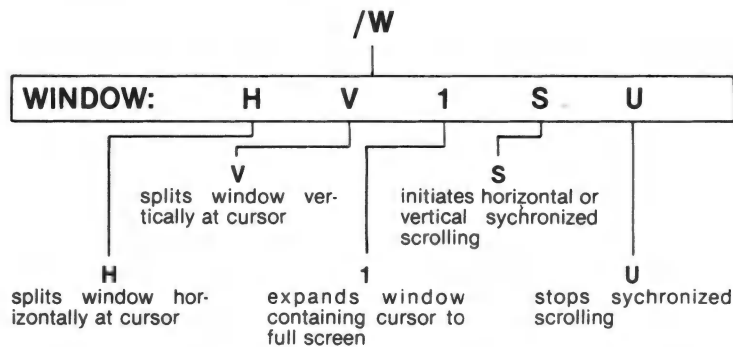 /W
WINDOW: H V 1 S U
V
splits window ver-
tically at cursor
S
initiates horizontal or
vertical sychronized
scrolling
H
splits window hor-
izontally at cursor
1
expands window
containing cursor to
full screen
U
stops sychronized
scrolling